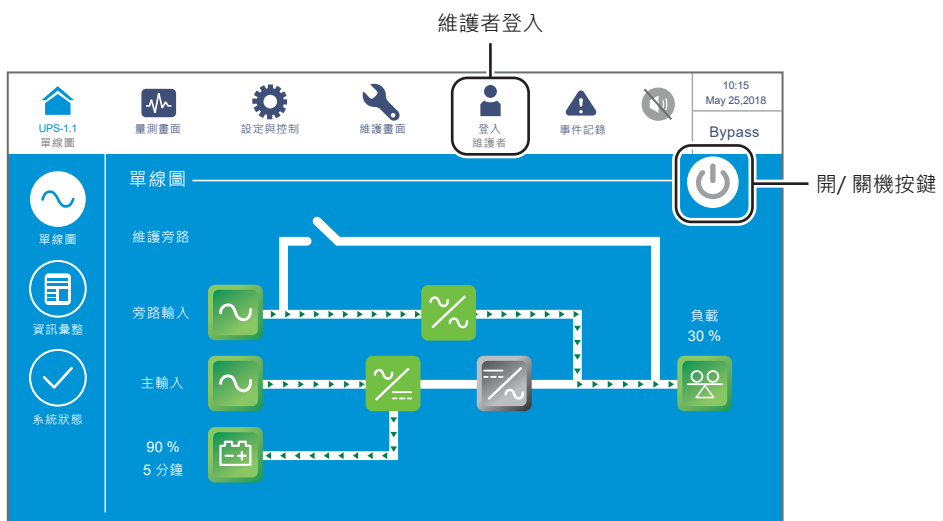 維護者登入
10:15
May 25,2018
UPS-1.1
單線圖
量測畫面
設定與控制
維護畫面
登入
維護者
事件記錄
Bypass
單線圖
開/ 關機按鍵
單線圖
維護旁路
資訊彙整
旁路輸入
負載
30 %
主輸入
系統狀態
90 %
5 分鐘